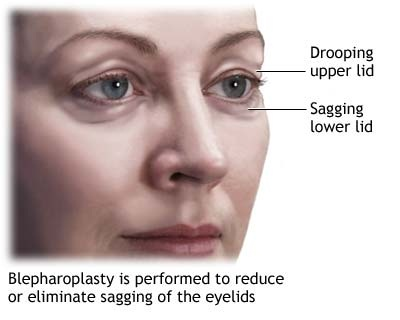 Drooping
upper lid
Sagging
lower lid
Blepharoplasty is performed to reduce
or eliminate sagging of the eyelids